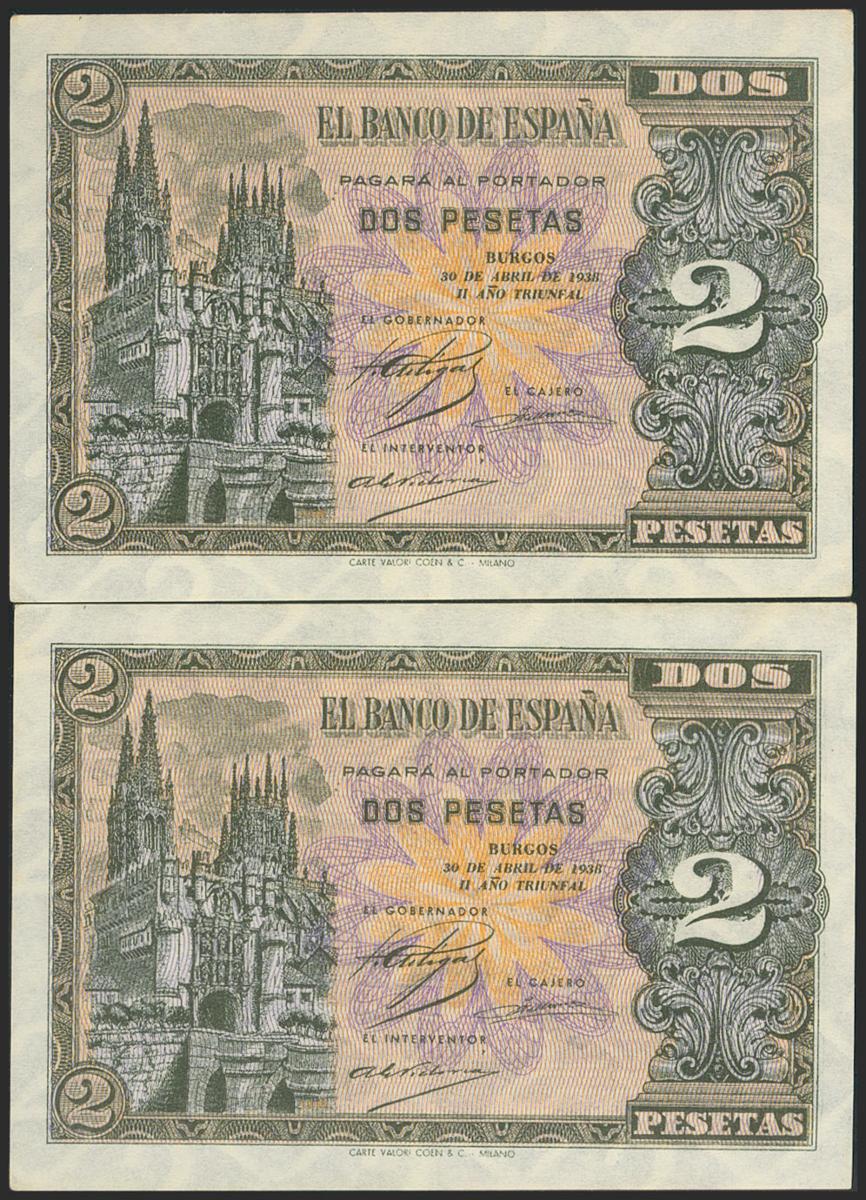 2
DOS
EL BANCO DE ESPAÑA
PAGARÁ AL PORTADOR
DOS PESETAS
BURGOS
30 DE ABRIL DE 1938
II AÑO TRIUNFAL
2
EL GOBERNADOR
EL CAJERO
EL INTERVENTOR
2
PESETAS
CARTE VALORI COEN & C. - MILANO
2
DOS
EL BANCO DE ESPAÑA
PAGARÁ AL PORTADOR
DOS PESETAS
BURGOS
30 DE ABRIL DE 1938
II AÑO TRIUNFAL
2
EL GOBERNADOR
EL CAJERO
EL INTERVENTOR
2
PESETAS
CARTE VALORI COEN & C. - MILANO